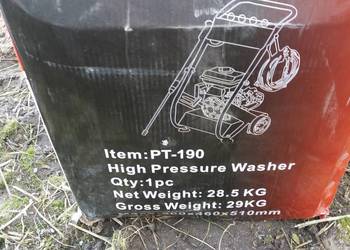 Item:PT-190
High Pressure Washer
Qty:1pc
Net Weight: 28.5 KG
Gross Weight: 29KG